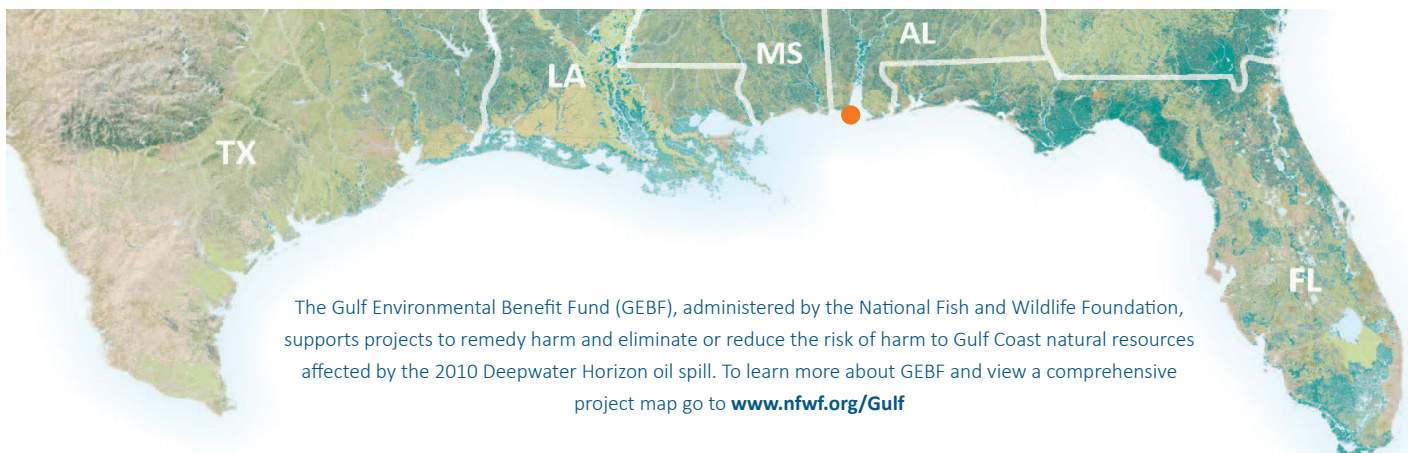 AL
MS
LA
TX
FL
The Gulf Environmental Benefit Fund (GEBF), administered by the National Fish and Wildlife Foundation,
supports projects to remedy harm and eliminate or reduce the risk of harm to Gulf Coast natural resources
affected by the 2010 Deepwater Horizon oil spill. To learn more about GEBF and view a comprehensive
project map go to www.nfwf.org/Gulf